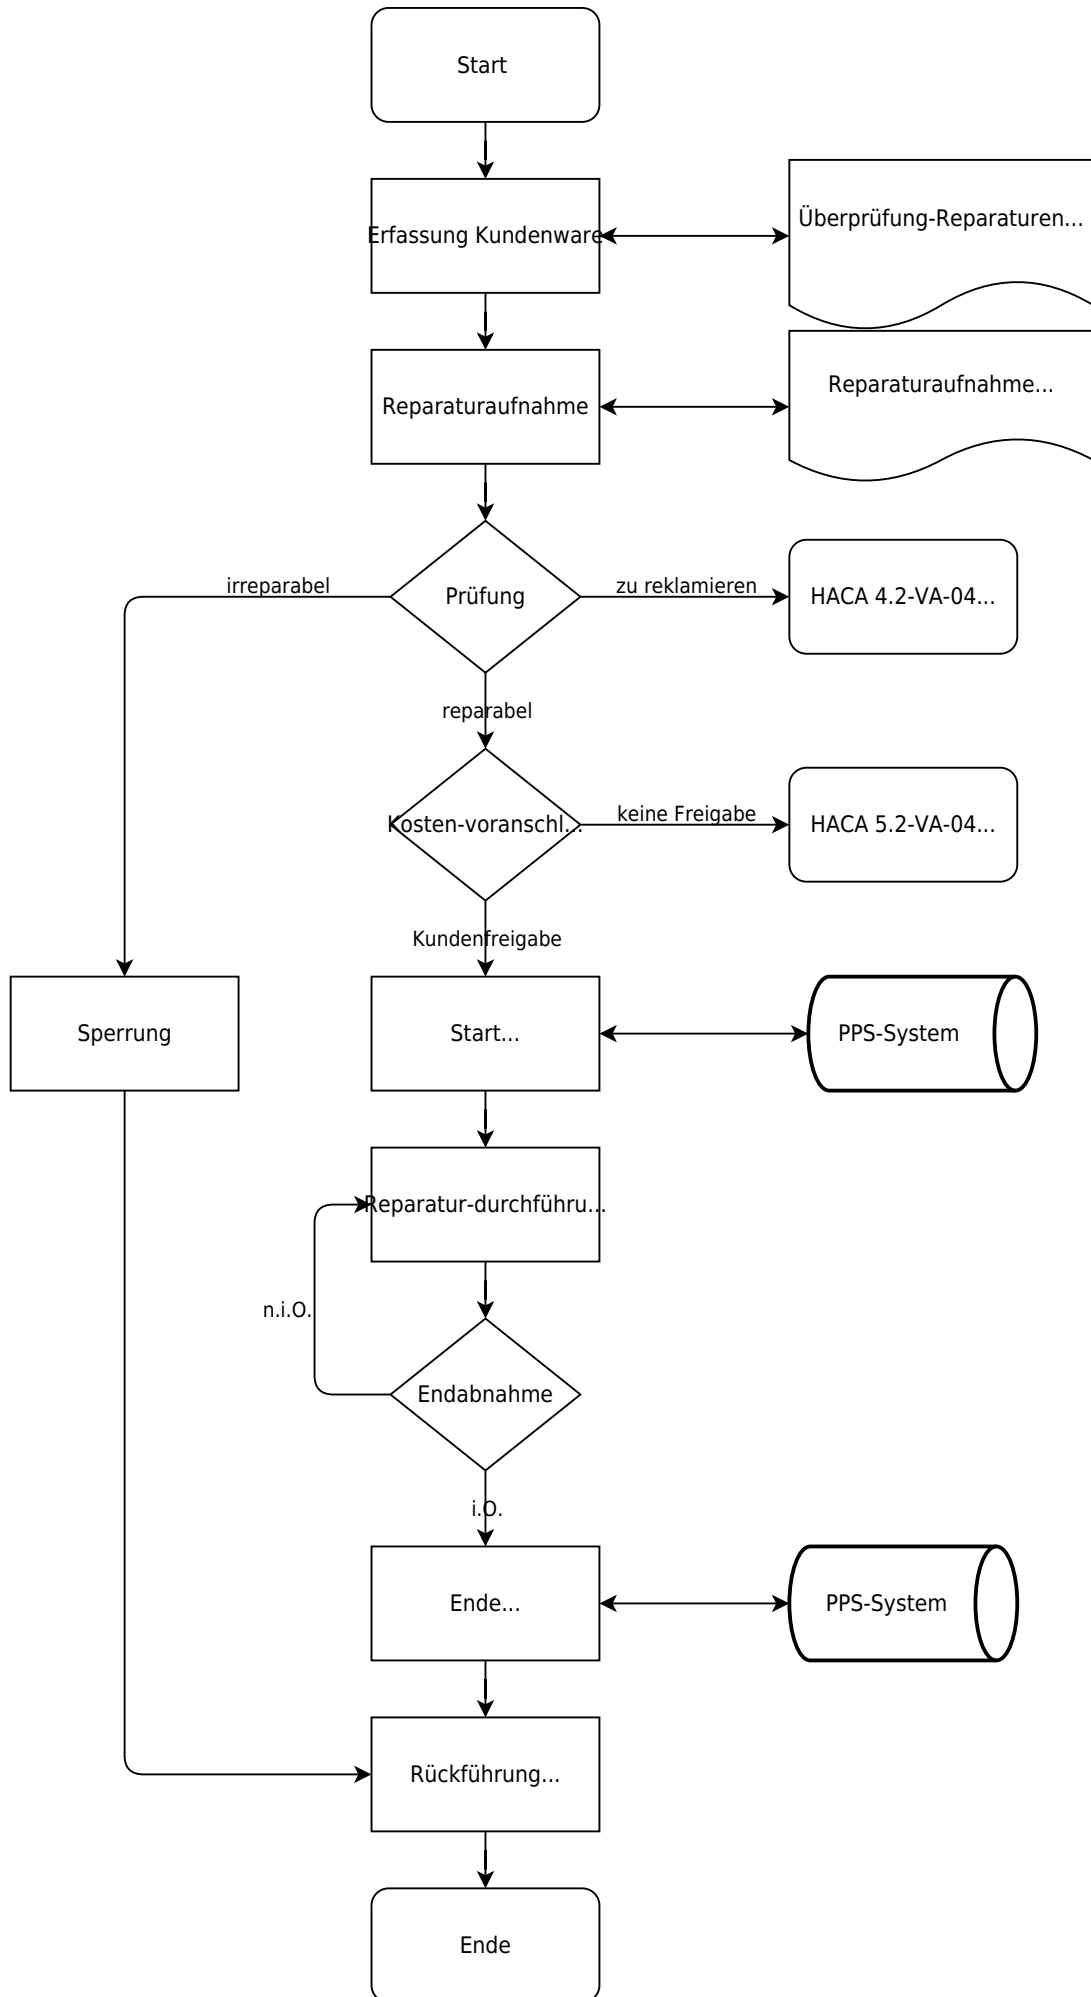 Start
Erfassung Kundenware
Überprüfung-Reparaturen...
Reparaturaufnahme
Reparaturaufnahme...
irreparabel
Prüfung
zu reklamieren
HACA 4.2-VA-04...
reparabel
Kosten-voranschl...
keine Freigabe
HACA 5.2-VA-04...
Kundenfreigabe
Sperrung
Start...
PPS-System
Reparatur-durchführu...
n.i.O.
Endabnahme
i.O.
Ende...
PPS-System
Rückführung...
Ende